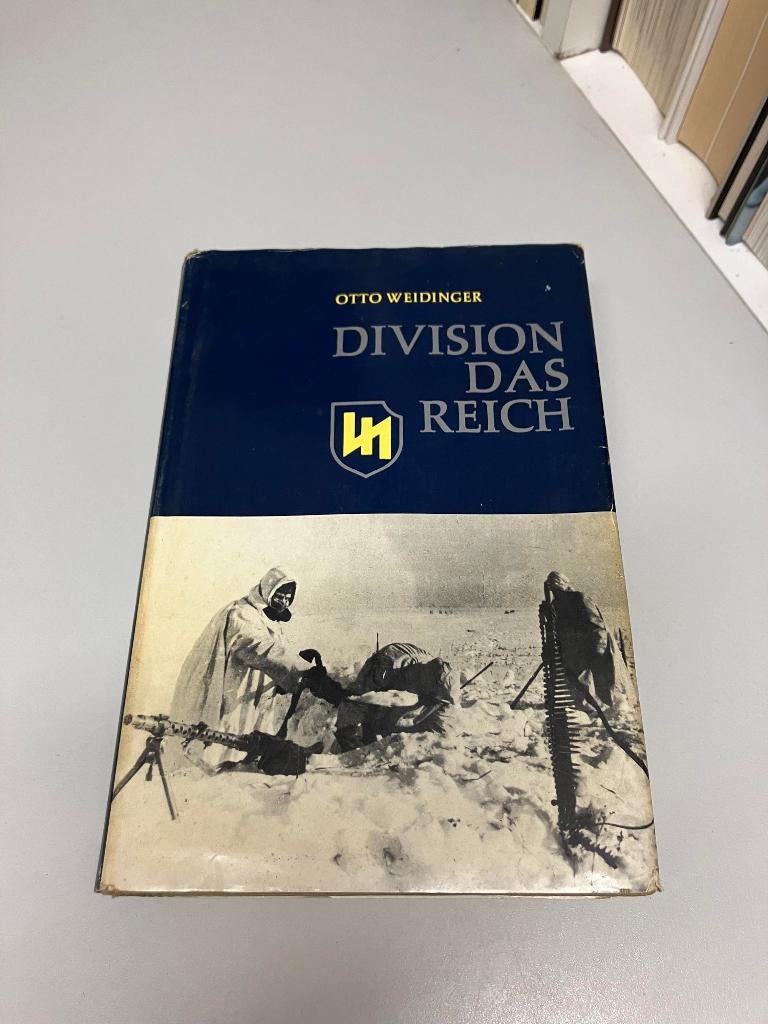 OTTO WEIDINGER
DIVISION
DAS
REICH